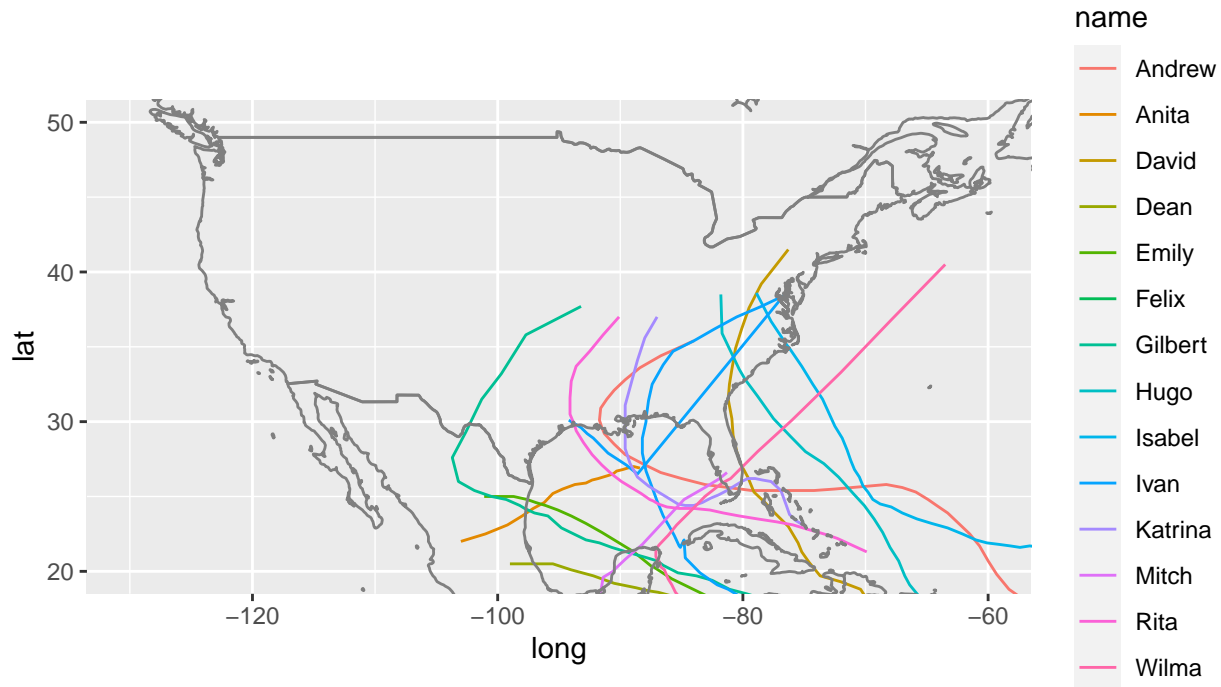 name
Andrew
Anita
David
Dean
Emily
Felix
Gilbert
Hugo
Isabel
Ivan
Katrina
Mitch
Rita
Wilma
50
40
30
20
lat
−120
−100
−80
−60
long